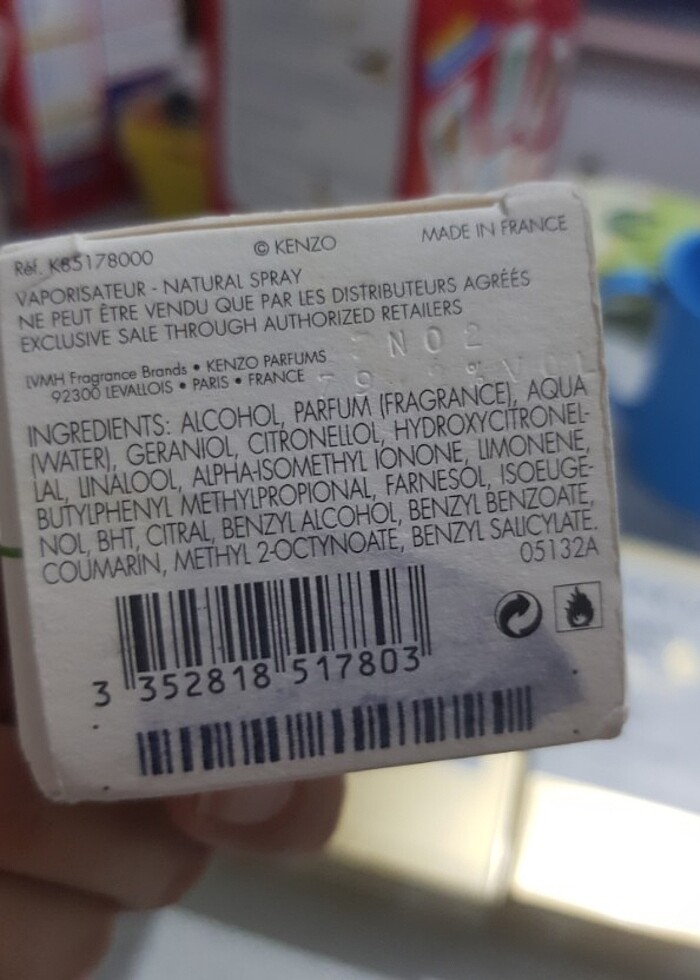 Réf. K85178000
© KENZO
MADE IN FRANCE
VAPORISATEUR - NATURAL SPRAY
NE PEUT ÊTRE VENDU QUE PAR LES DISTRIBUTEURS AGRÉÉS
EXCLUSIVE SALE THROUGH AUTHORIZED RETAILERS
LVMH Fragrance Brands • KENZO PARFUMS
92300 LEVALLOIS • PARIS • FRANCE
NO2
INGREDIENTS: ALCOHOL, PARFUM (FRAGRANCE), AQUA
(WATER), GERANIOL, CITRONELLOL, HYDROXYCITRONEL-
LAL, LINALOOL, ALPHA-ISOMETHYL IONONE, LIMONENE,
BUTYLPHENYL METHYLPROPIONAL, FARNESOL, ISOEUGE-
NOL, BHT, CITRAL, BENZYL ALCOHOL, BENZYL BENZOATE,
COUMARIN, METHYL 2-OCTYNOATE, BENZYL SALICYLATE.
05132A
3 352818 517803